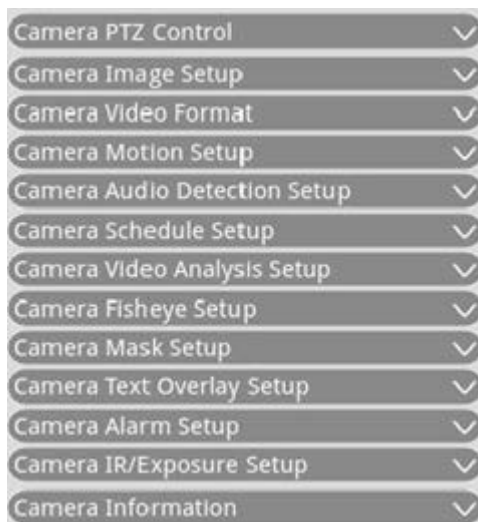 Camera PTZ Control
Camera Image Setup
Camera Video Format
Camera Motion Setup
Camera Audio Detection Setup
Camera Schedule Setup
Camera Video Analysis Setup
Camera Fisheye Setup
Camera Mask Setup
Camera Text Overlay Setup
Camera Alarm Setup
Camera IR/Exposure Setup
Camera Information